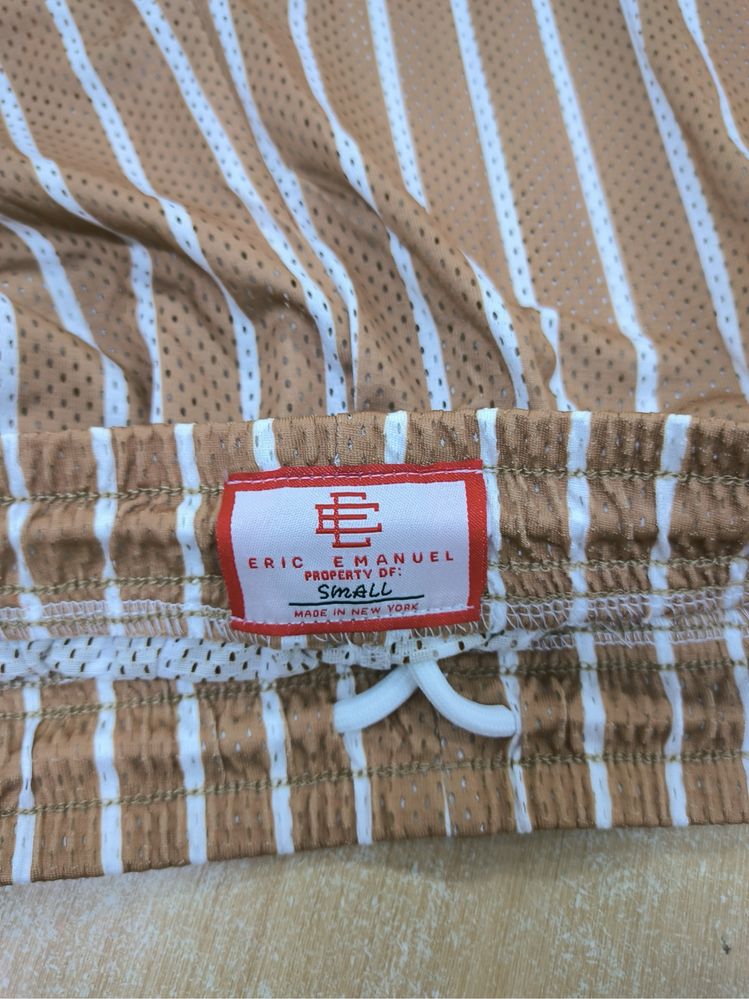 EE
ERIC EMANUEL
PROPERTY OF:
SMALL
MADE IN NEW YORK